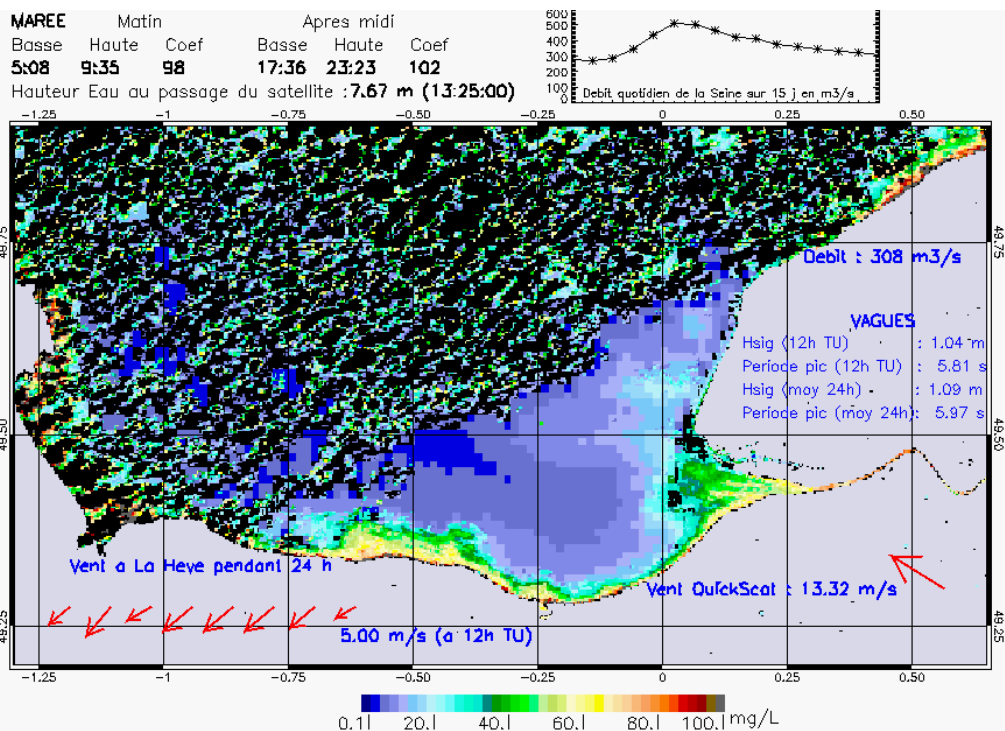 MAREE Matin Apres midi
Basse Haute Coef Basse Haute Coef
5:08 9:35 98 17:36 23:23 102
Hauteur Eau au passage du satellite : 7.67 m (13:25:00)
600
500
400
300
200
100
0
Debit quotidien de la Seine sur 15 j en m3/s
-1.25 -1 -0.75 -0.50 -0.25 0 0.25 0.50
49.75 49.75
Debit : 308 m3/s
VAGUES
Hsig (12h TU) : 1.04 m
Periode pic (12h TU) : 5.81 s
Hsig (moy 24h) : 1.09 m
Periode pic (moy 24h): 5.97 s
49.50 49.50
Vent a La Heve pendant 24 h
Vent QuickScat : 13.32 m/s
49.25 49.25
5.00 m/s (a 12h TU)
-1.25 -1 -0.75 -0.50 -0.25 0 0.25 0.50
0.1 20.1 40.1 60.1 80.1 100.1 mg/L